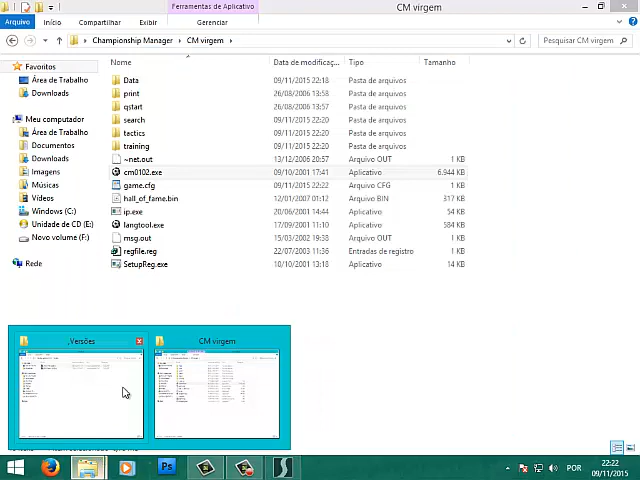 Ferramentas de Aplicativo
CM virgem
Arquivo Início Compartilhar Exibir Gerenciar
Championship Manager CM virgem Pesquisar CM virgem
Nome Data de modificaç... Tipo Tamanho
Favoritos
Área de Trabalho
Downloads
Meu computador
Área de Trabalho
Documentos
Downloads
Imagens
Músicas
Vídeos
Windows (C:)
Unidade de CD (E:)
Novo volume (F:)
Rede
Data 09/11/2015 22:18 Pasta de arquivos
print 26/08/2006 13:58 Pasta de arquivos
qstart 26/08/2006 13:57 Pasta de arquivos
search 09/11/2015 22:20 Pasta de arquivos
tactics 09/11/2015 22:20 Pasta de arquivos
training 09/11/2015 22:20 Pasta de arquivos
~net.out 13/12/2006 20:57 Arquivo OUT 1 KB
cm0102.exe 09/10/2001 17:41 Aplicativo 6.944 KB
game.cfg 09/11/2015 22:22 Arquivo CFG 1 KB
hall_of_fame.bin 12/01/2007 01:12 Arquivo BIN 317 KB
ip.exe 20/06/2001 14:44 Aplicativo 54 KB
langtool.exe 17/09/2001 11:10 Aplicativo 584 KB
msg.out 15/03/2002 19:38 Arquivo OUT 1 KB
regfile.reg 22/07/2003 11:36 Entradas de registro 1 KB
SetupReg.exe 10/10/2001 13:18 Aplicativo 14 KB
_Versões CM virgem
Ps
POR 22:22
09/11/2015